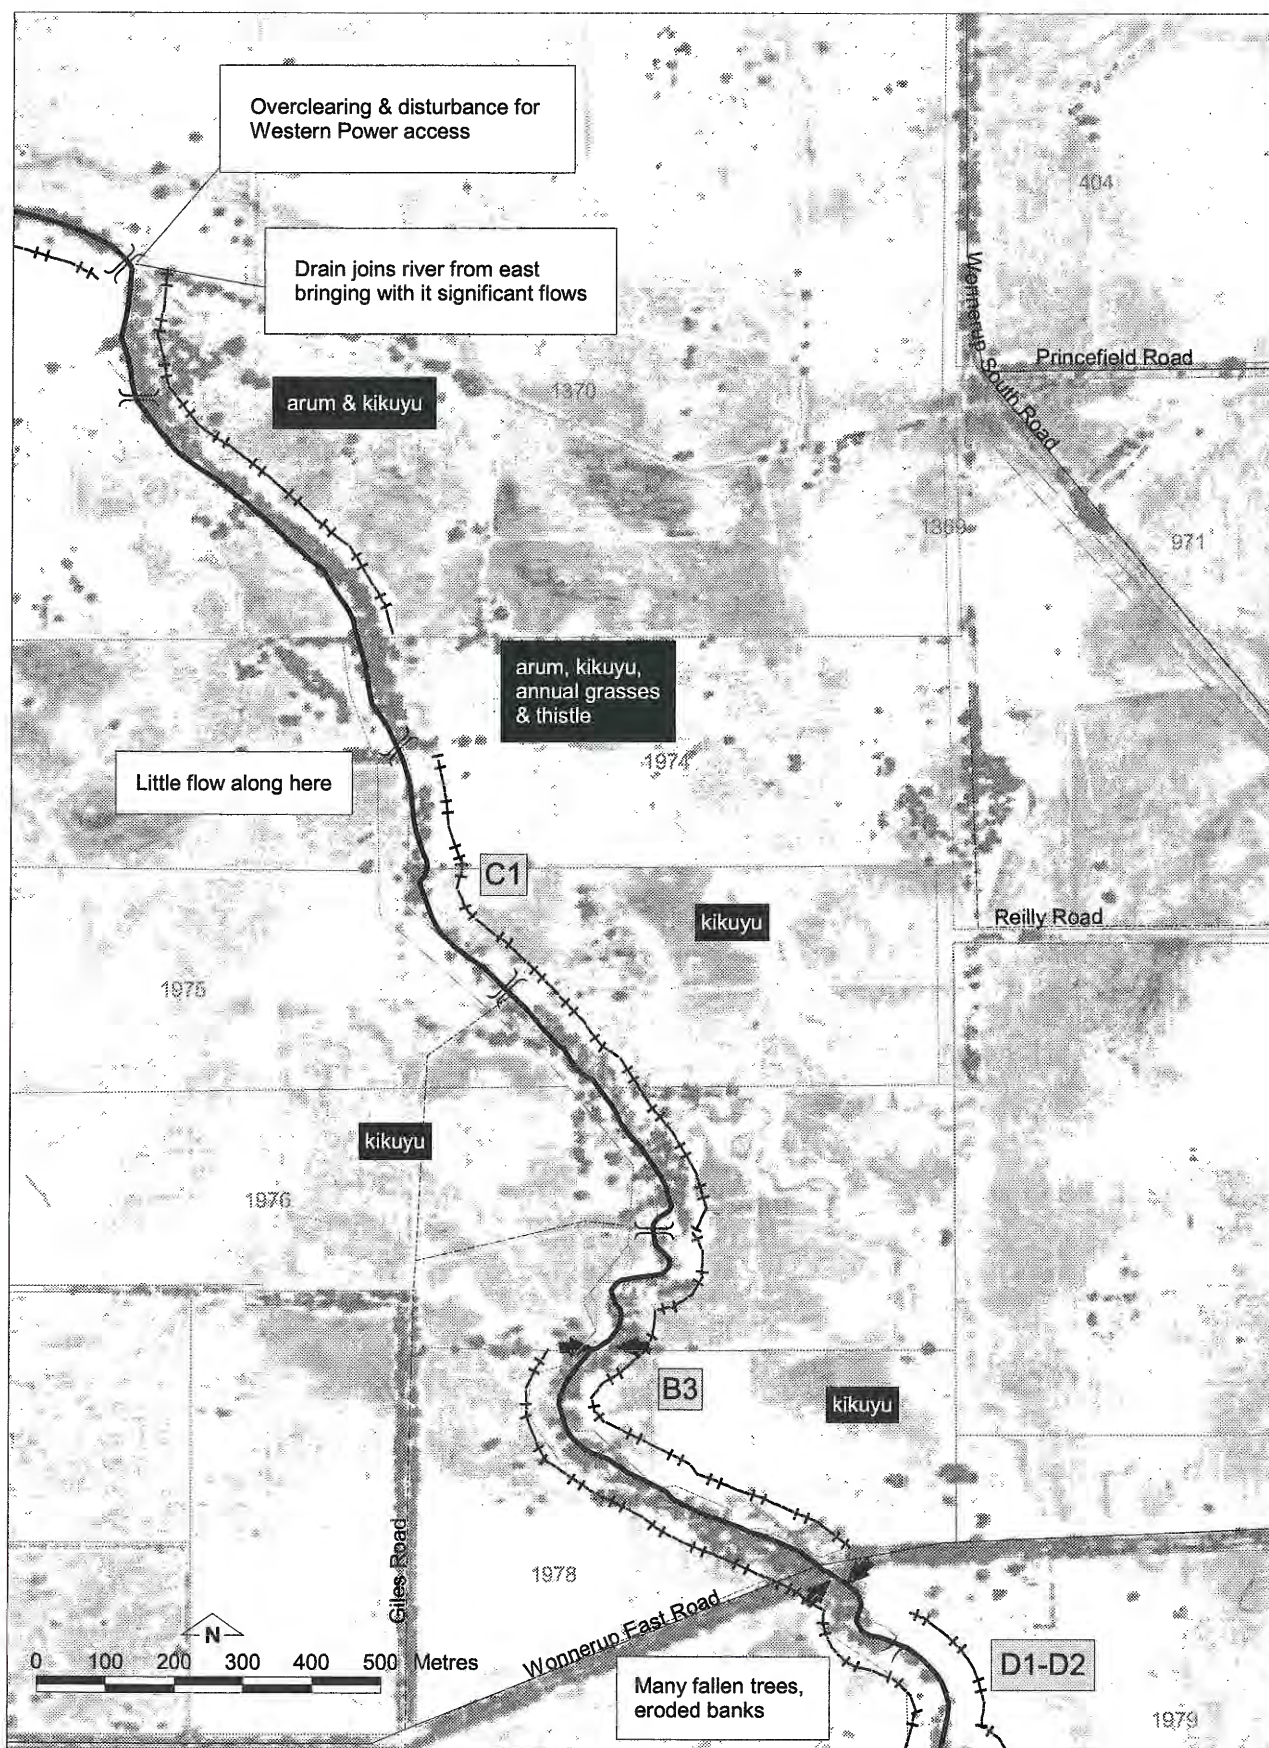 Overclearing & disturbance for
Western Power access
404
Drain joins river from east
bringing with it significant flows
Wonnerup South Road
Princefield Road
arum & kikuyu
1370
1369
971
arum, kikuyu,
annual grasses
& thistle
1974
Little flow along here
C1
kikuyu
Reilly Road
1975
kikuyu
1976
B3
kikuyu
Giles Road
1978
Wonnerup East Road
N
0 100 200 300 400 500 Metres
Many fallen trees,
eroded banks
D1-D2
1979